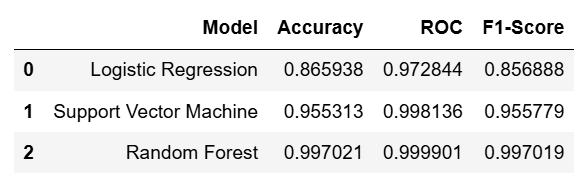 Model Accuracy ROC F1-Score
0 Logistic Regression 0.865938 0.972844 0.856888
1 Support Vector Machine 0.955313 0.998136 0.955779
2 Random Forest 0.997021 0.999901 0.997019